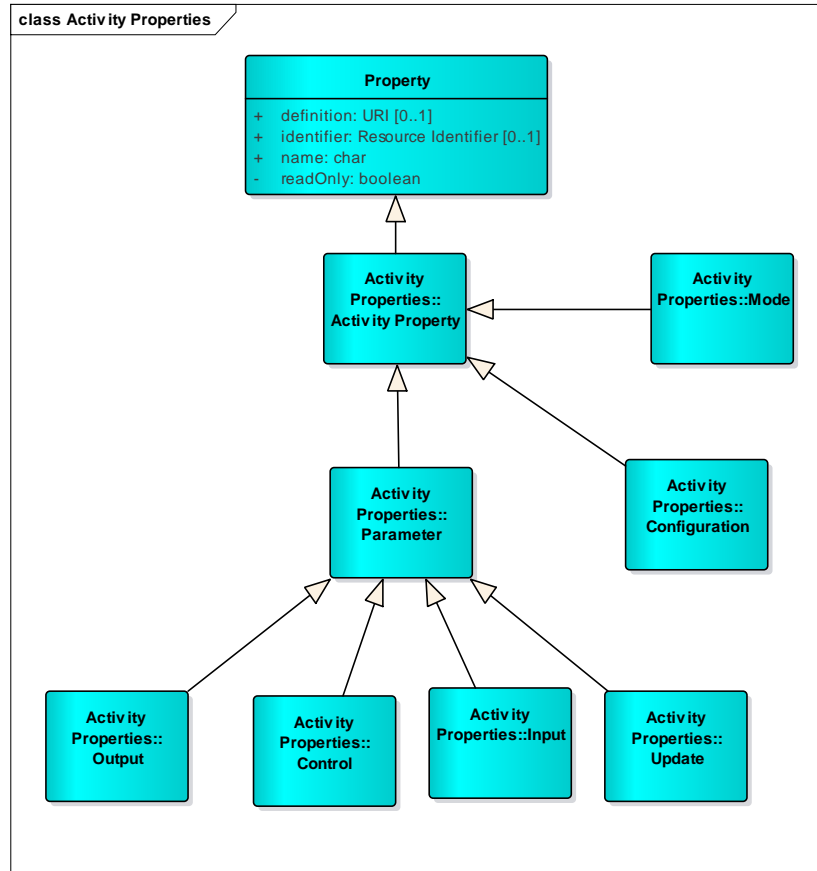 class Activity Properties
Property
+ definition: URI [0..1]
+ identifier: Resource Identifier [0..1]
+ name: char
- readOnly: boolean
Activity
Properties::
Activity Property
Activity
Properties::Mode
Activity
Properties::
Parameter
Activity
Properties::
Configuration
Activity
Properties::
Output
Activity
Properties::
Control
Activity
Properties::Input
Activity
Properties::
Update